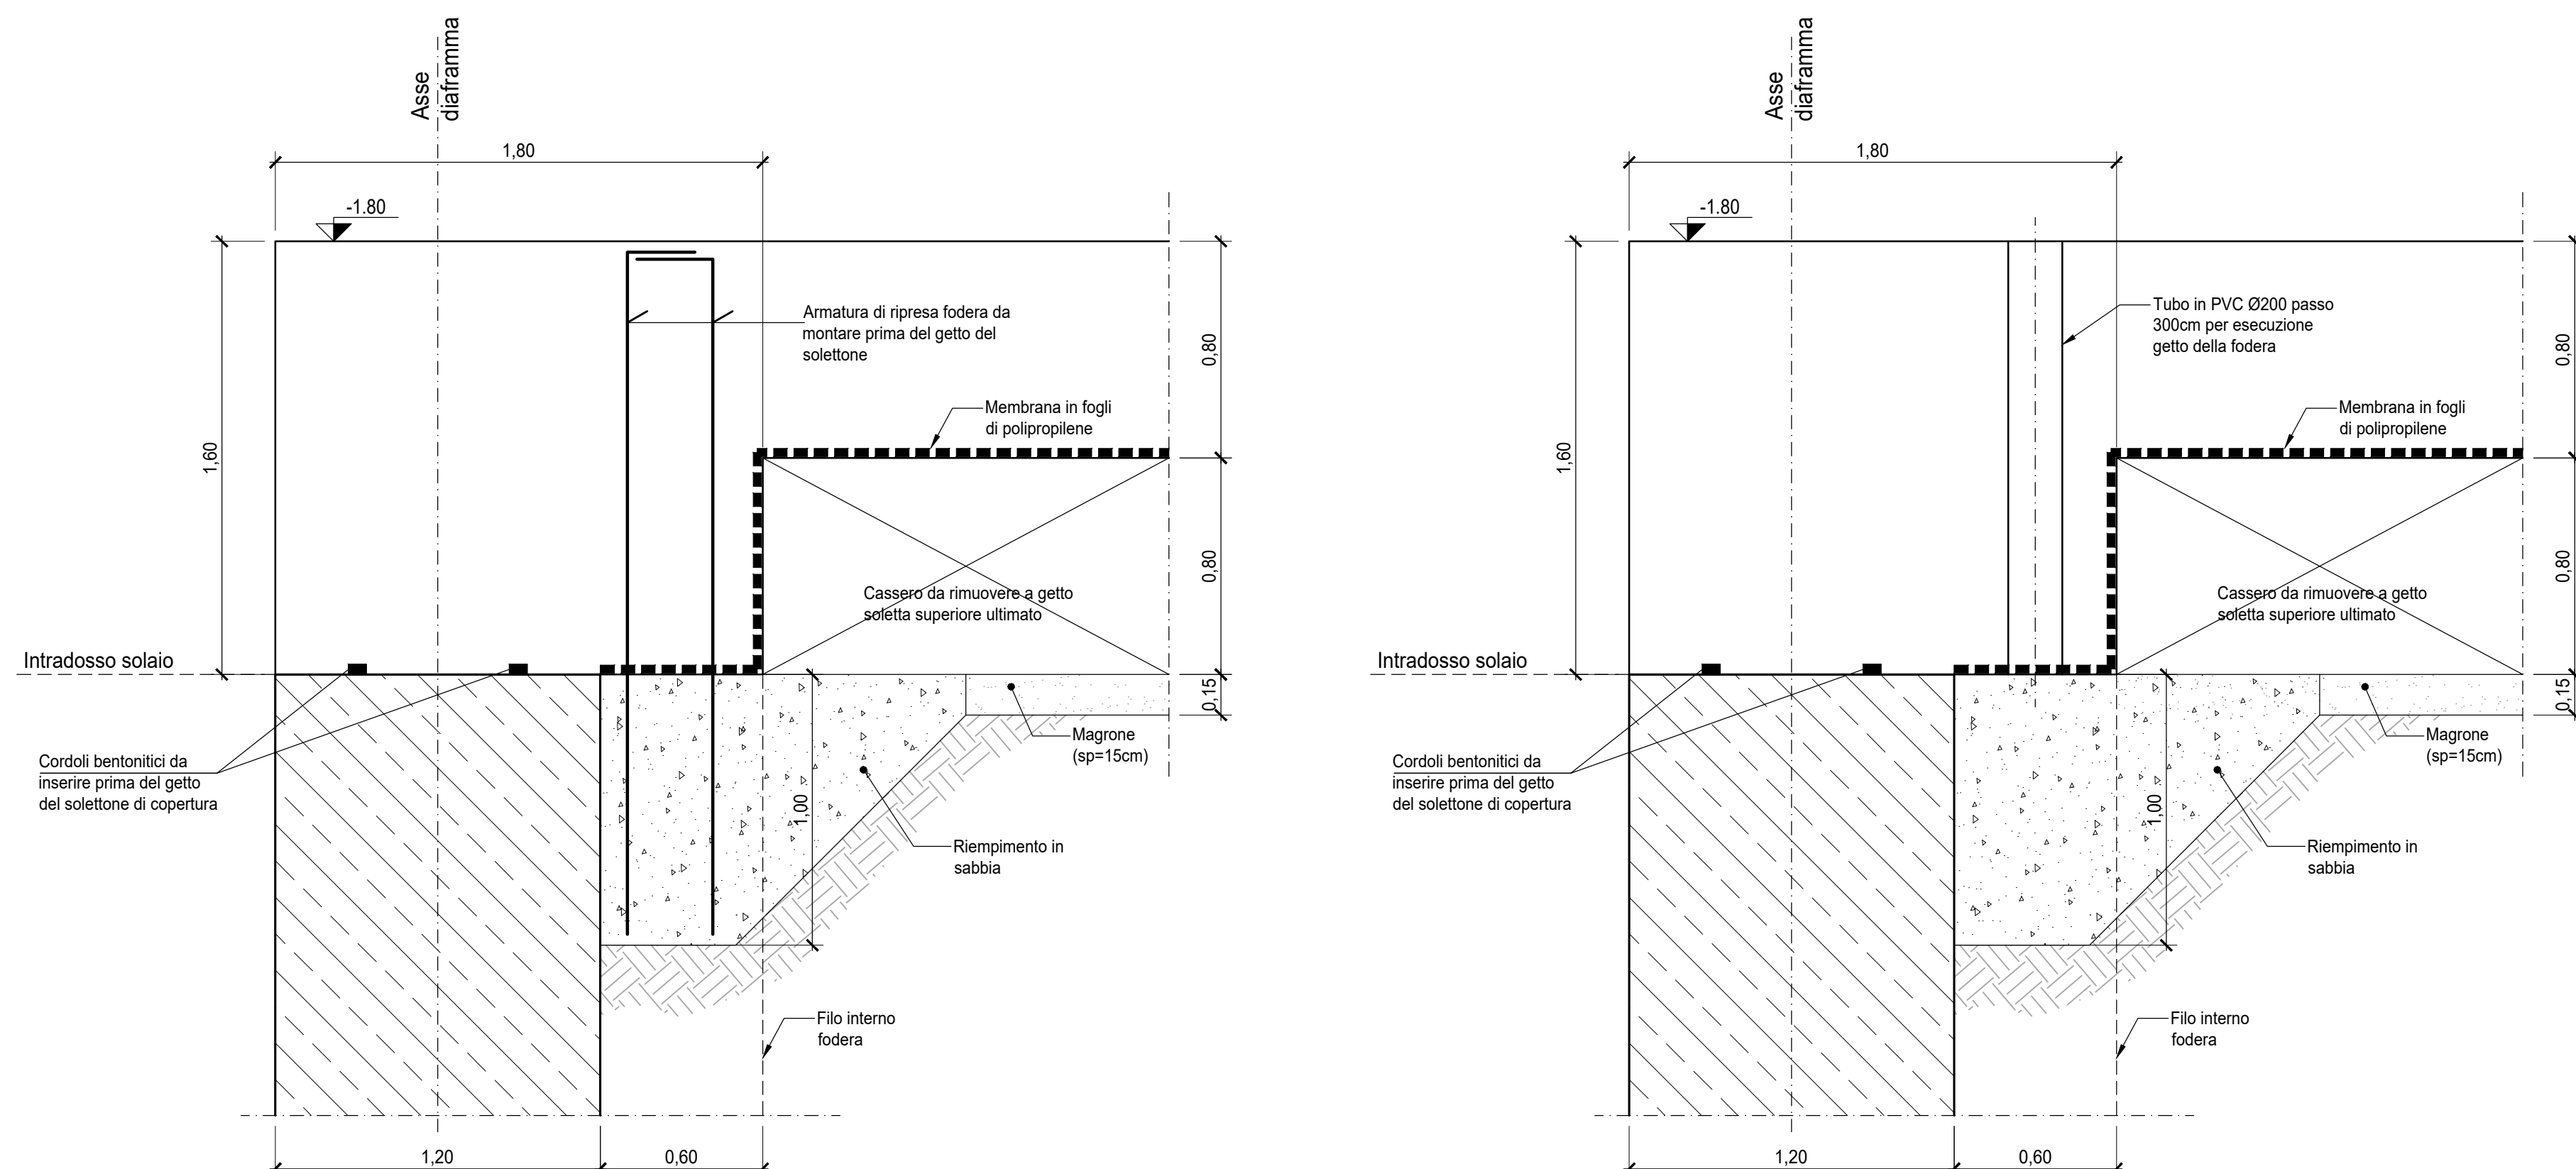 Asse
diaframma
1,80
-1.80
1,60
0,80
Armatura di ripresa fodera da
montare prima del getto del
solettone
Membrana in fogli
di polipropilene
0,80
Cassero da rimuovere a getto
soletta superiore ultimato
Intradosso solaio
0,15
Magrone
(sp=15cm)
Cordoli bentonitici da
inserire prima del getto
del solettone di copertura
1,00
Riempimento in
sabbia
Filo interno
fodera
1,20
0,60
Asse
diaframma
1,80
-1.80
1,60
0,80
Tubo in PVC Ø200 passo
300cm per esecuzione
getto della fodera
Membrana in fogli
di polipropilene
0,80
Cassero da rimuovere a getto
soletta superiore ultimato
Intradosso solaio
0,15
Magrone
(sp=15cm)
Cordoli bentonitici da
inserire prima del getto
del solettone di copertura
1,00
Riempimento in
sabbia
Filo interno
fodera
1,20
0,60